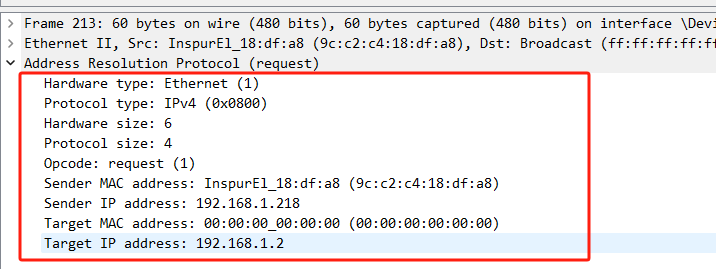 Frame 213: 60 bytes on wire (480 bits), 60 bytes captured (480 bits) on interface \Devi
Ethernet II, Src: InspurEl_18:df:a8 (9c:c2:c4:18:df:a8), Dst: Broadcast (ff:ff:ff:ff:ff
Address Resolution Protocol (request)
Hardware type: Ethernet (1)
Protocol type: IPv4 (0x0800)
Hardware size: 6
Protocol size: 4
Opcode: request (1)
Sender MAC address: InspurEl_18:df:a8 (9c:c2:c4:18:df:a8)
Sender IP address: 192.168.1.218
Target MAC address: 00:00:00_00:00:00 (00:00:00:00:00:00)
Target IP address: 192.168.1.2